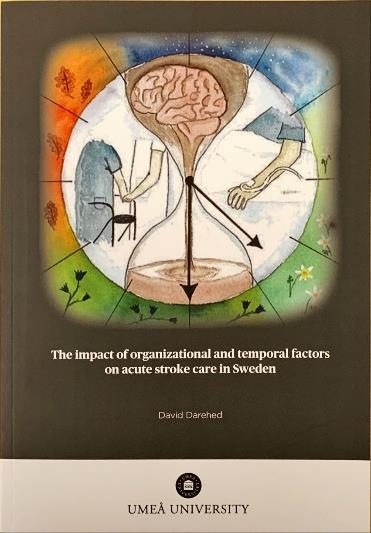 The impact of organizational and temporal factors
on acute stroke care in Sweden
David Darehed
UMEÅ UNIVERSITY